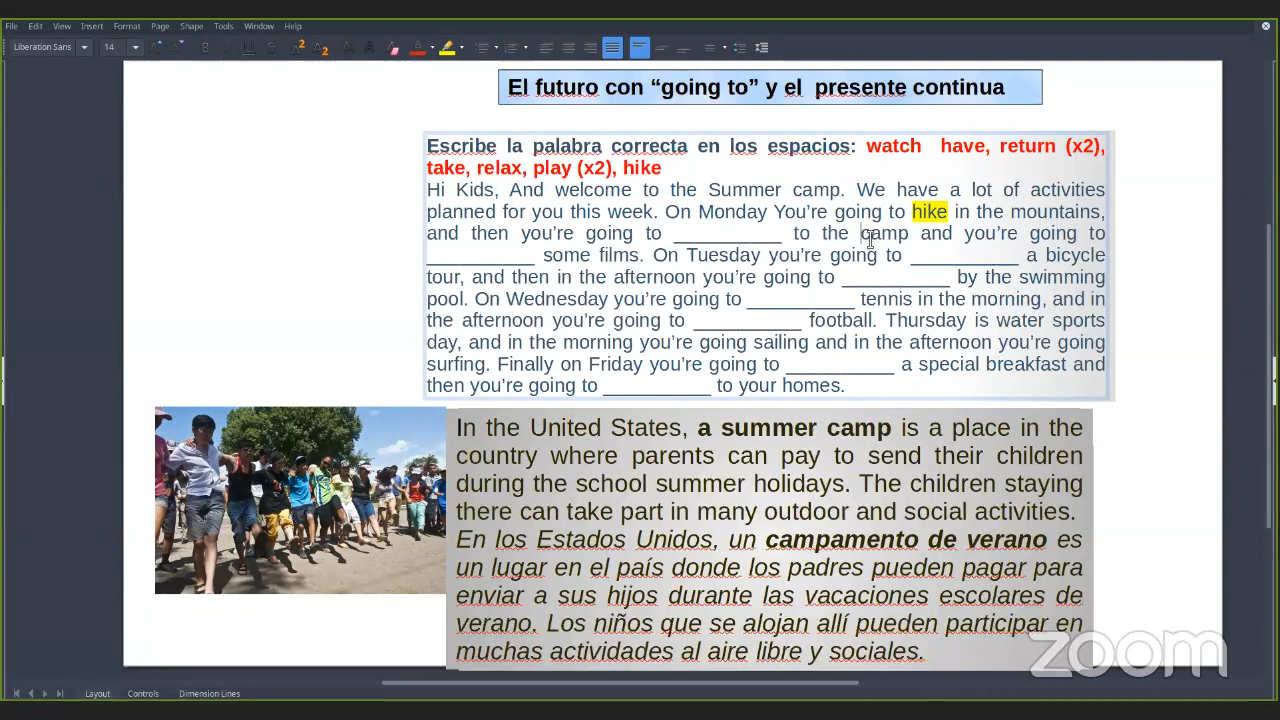 File Edit View Insert Format Page Shape Tools Window Help
Liberation Sans 14
El futuro con “going to” y el presente continua
Escribe la palabra correcta en los espacios: watch have, return (x2),
take, relax, play (x2), hike
Hi Kids, And welcome to the Summer camp. We have a lot of activities
planned for you this week. On Monday You’re going to hike in the mountains,
and then you’re going to __________ to the camp and you’re going to
__________ some films. On Tuesday you’re going to __________ a bicycle
tour, and then in the afternoon you’re going to __________ by the swimming
pool. On Wednesday you’re going to __________ tennis in the morning, and in
the afternoon you’re going to __________ football. Thursday is water sports
day, and in the morning you’re going sailing and in the afternoon you’re going
surfing. Finally on Friday you’re going to __________ a special breakfast and
then you’re going to __________ to your homes.
In the United States, a summer camp is a place in the
country where parents can pay to send their children
during the school summer holidays. The children staying
there can take part in many outdoor and social activities.
En los Estados Unidos, un campamento de verano es
un lugar en el país donde los padres pueden pagar para
enviar a sus hijos durante las vacaciones escolares de
verano. Los niños que se alojan allí pueden participar en
muchas actividades al aire libre y sociales.
zoom
Layout Controls Dimension Lines